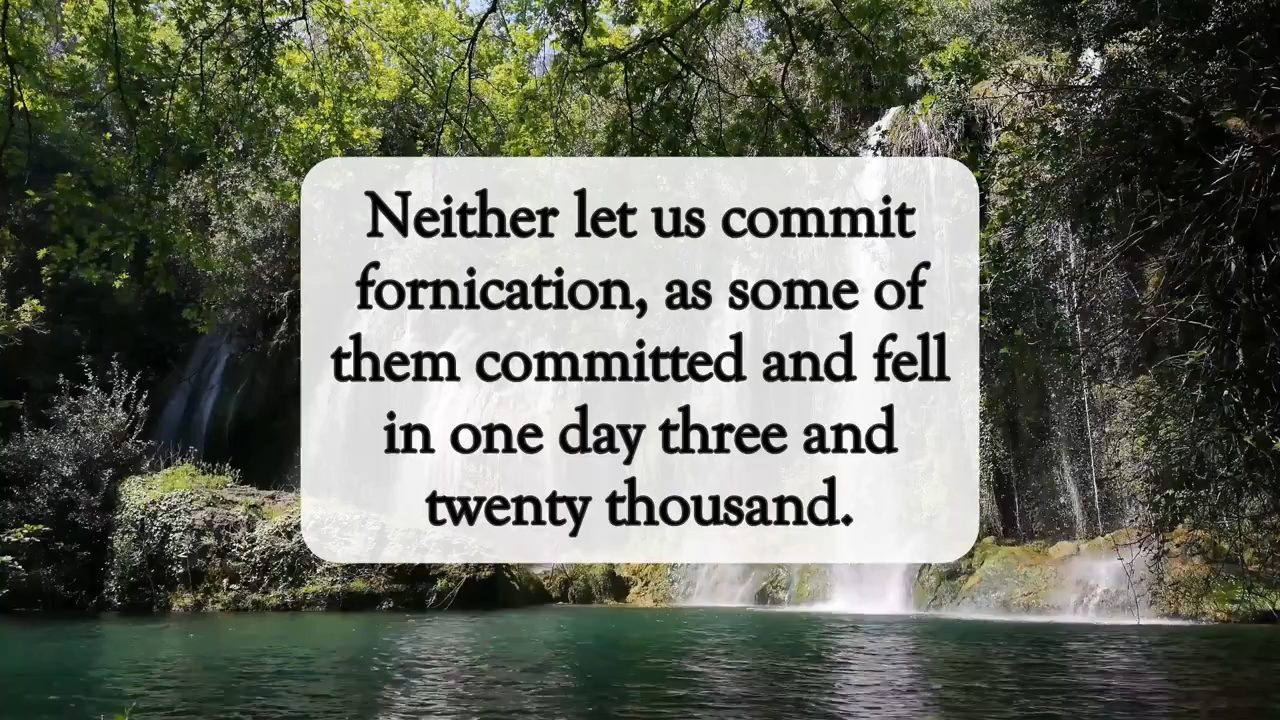 Neither let us commit
fornication, as some of
them committed and fell
in one day three and
twenty thousand.